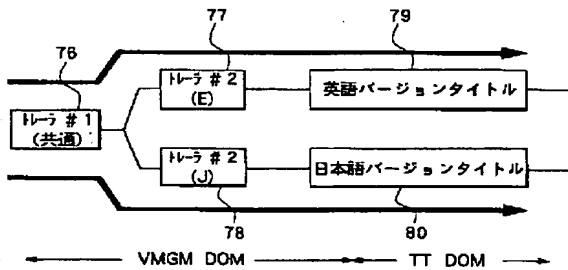 76
77
79
トレーラ # 1
(共通)
トレーラ # 2
(E)
英語バージョンタイトル
トレーラ # 2
(J)
日本語バージョンタイトル
78
80
VMGM DOM
TT DOM